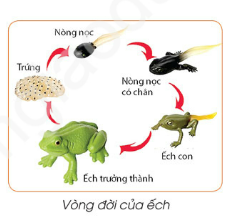 Nòng nọc
Trứng
Nòng nọc
có chân
Ếch con
Ếch trưởng thành
Vòng đời của ếch